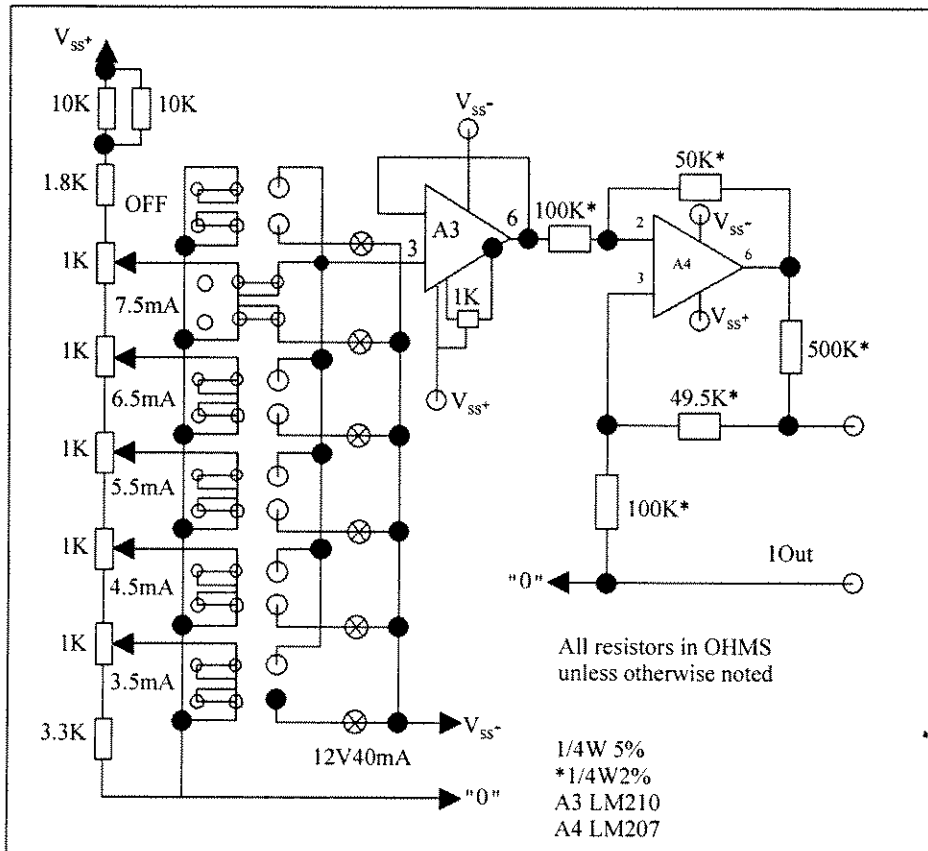 Vss+
10K
10K
1.8K
OFF
1K
7.5mA
1K
6.5mA
1K
5.5mA
1K
4.5mA
1K
3.5mA
3.3K
12V40mA
Vss-
"0"
Vss-
A3
3
6
1K
Vss+
100K*
50K*
2
3
A4
6
Vss-
Vss+
500K*
49.5K*
100K*
"0"
1Out
All resistors in OHMS
unless otherwise noted
1/4W 5%
*1/4W2%
A3 LM210
A4 LM207